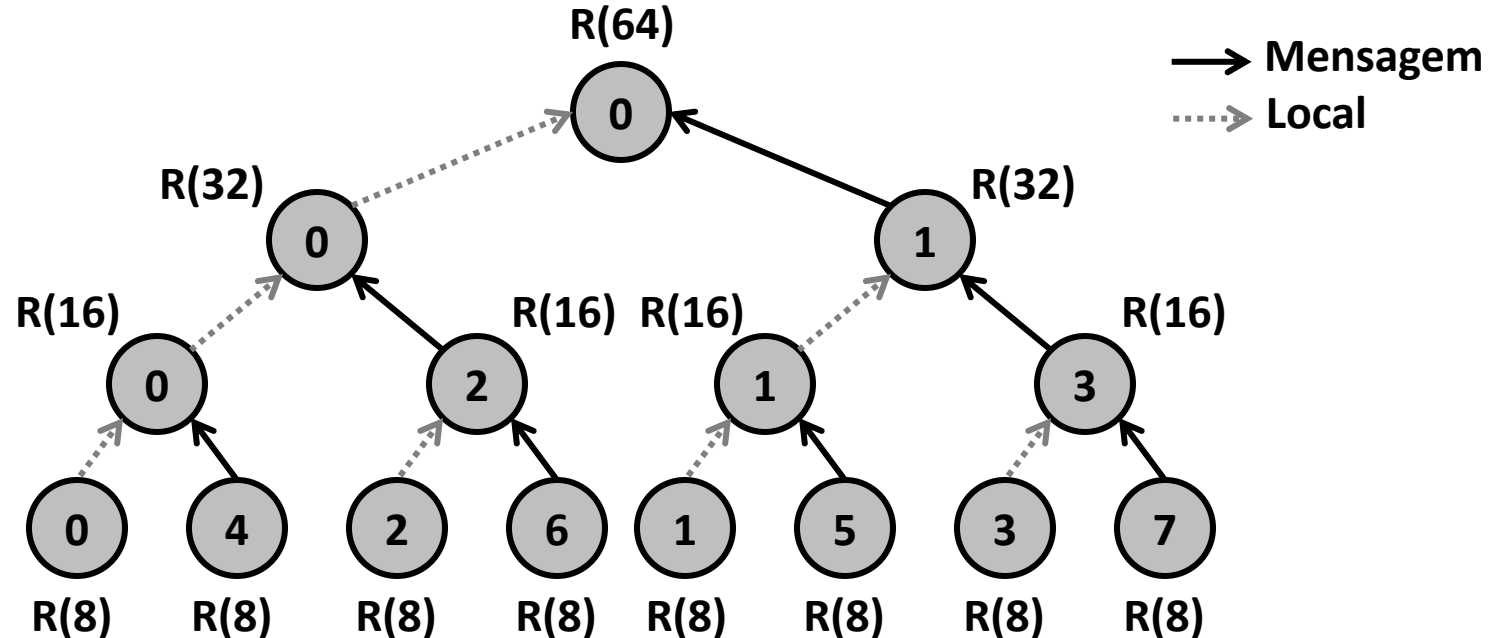 R(64)
Mensagem
0
Local
R(32)
R(32)
0
1
R(16)
R(16)
R(16)
R(16)
0
2
1
3
0
4
2
6
1
5
3
7
R(8)
R(8)
R(8)
R(8)
R(8)
R(8)
R(8)
R(8)